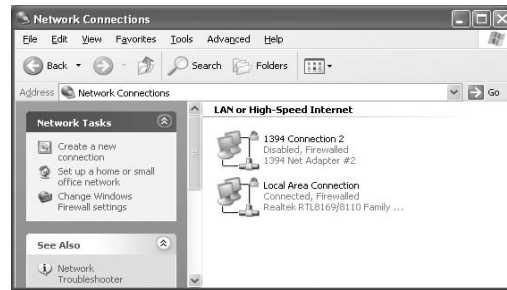 Network Connections
File Edit View Favorites Tools Advanced Help
Back Search Folders
Address Network Connections Go
Network Tasks
Create a new
connection
Set up a home or small
office network
Change Windows
Firewall settings
See Also
Network
Troubleshooter
LAN or High-Speed Internet
1394 Connection 2
Disabled, Firewalled
1394 Net Adapter #2
Local Area Connection
Connected, Firewalled
Realtek RTL8169/8110 Family ...